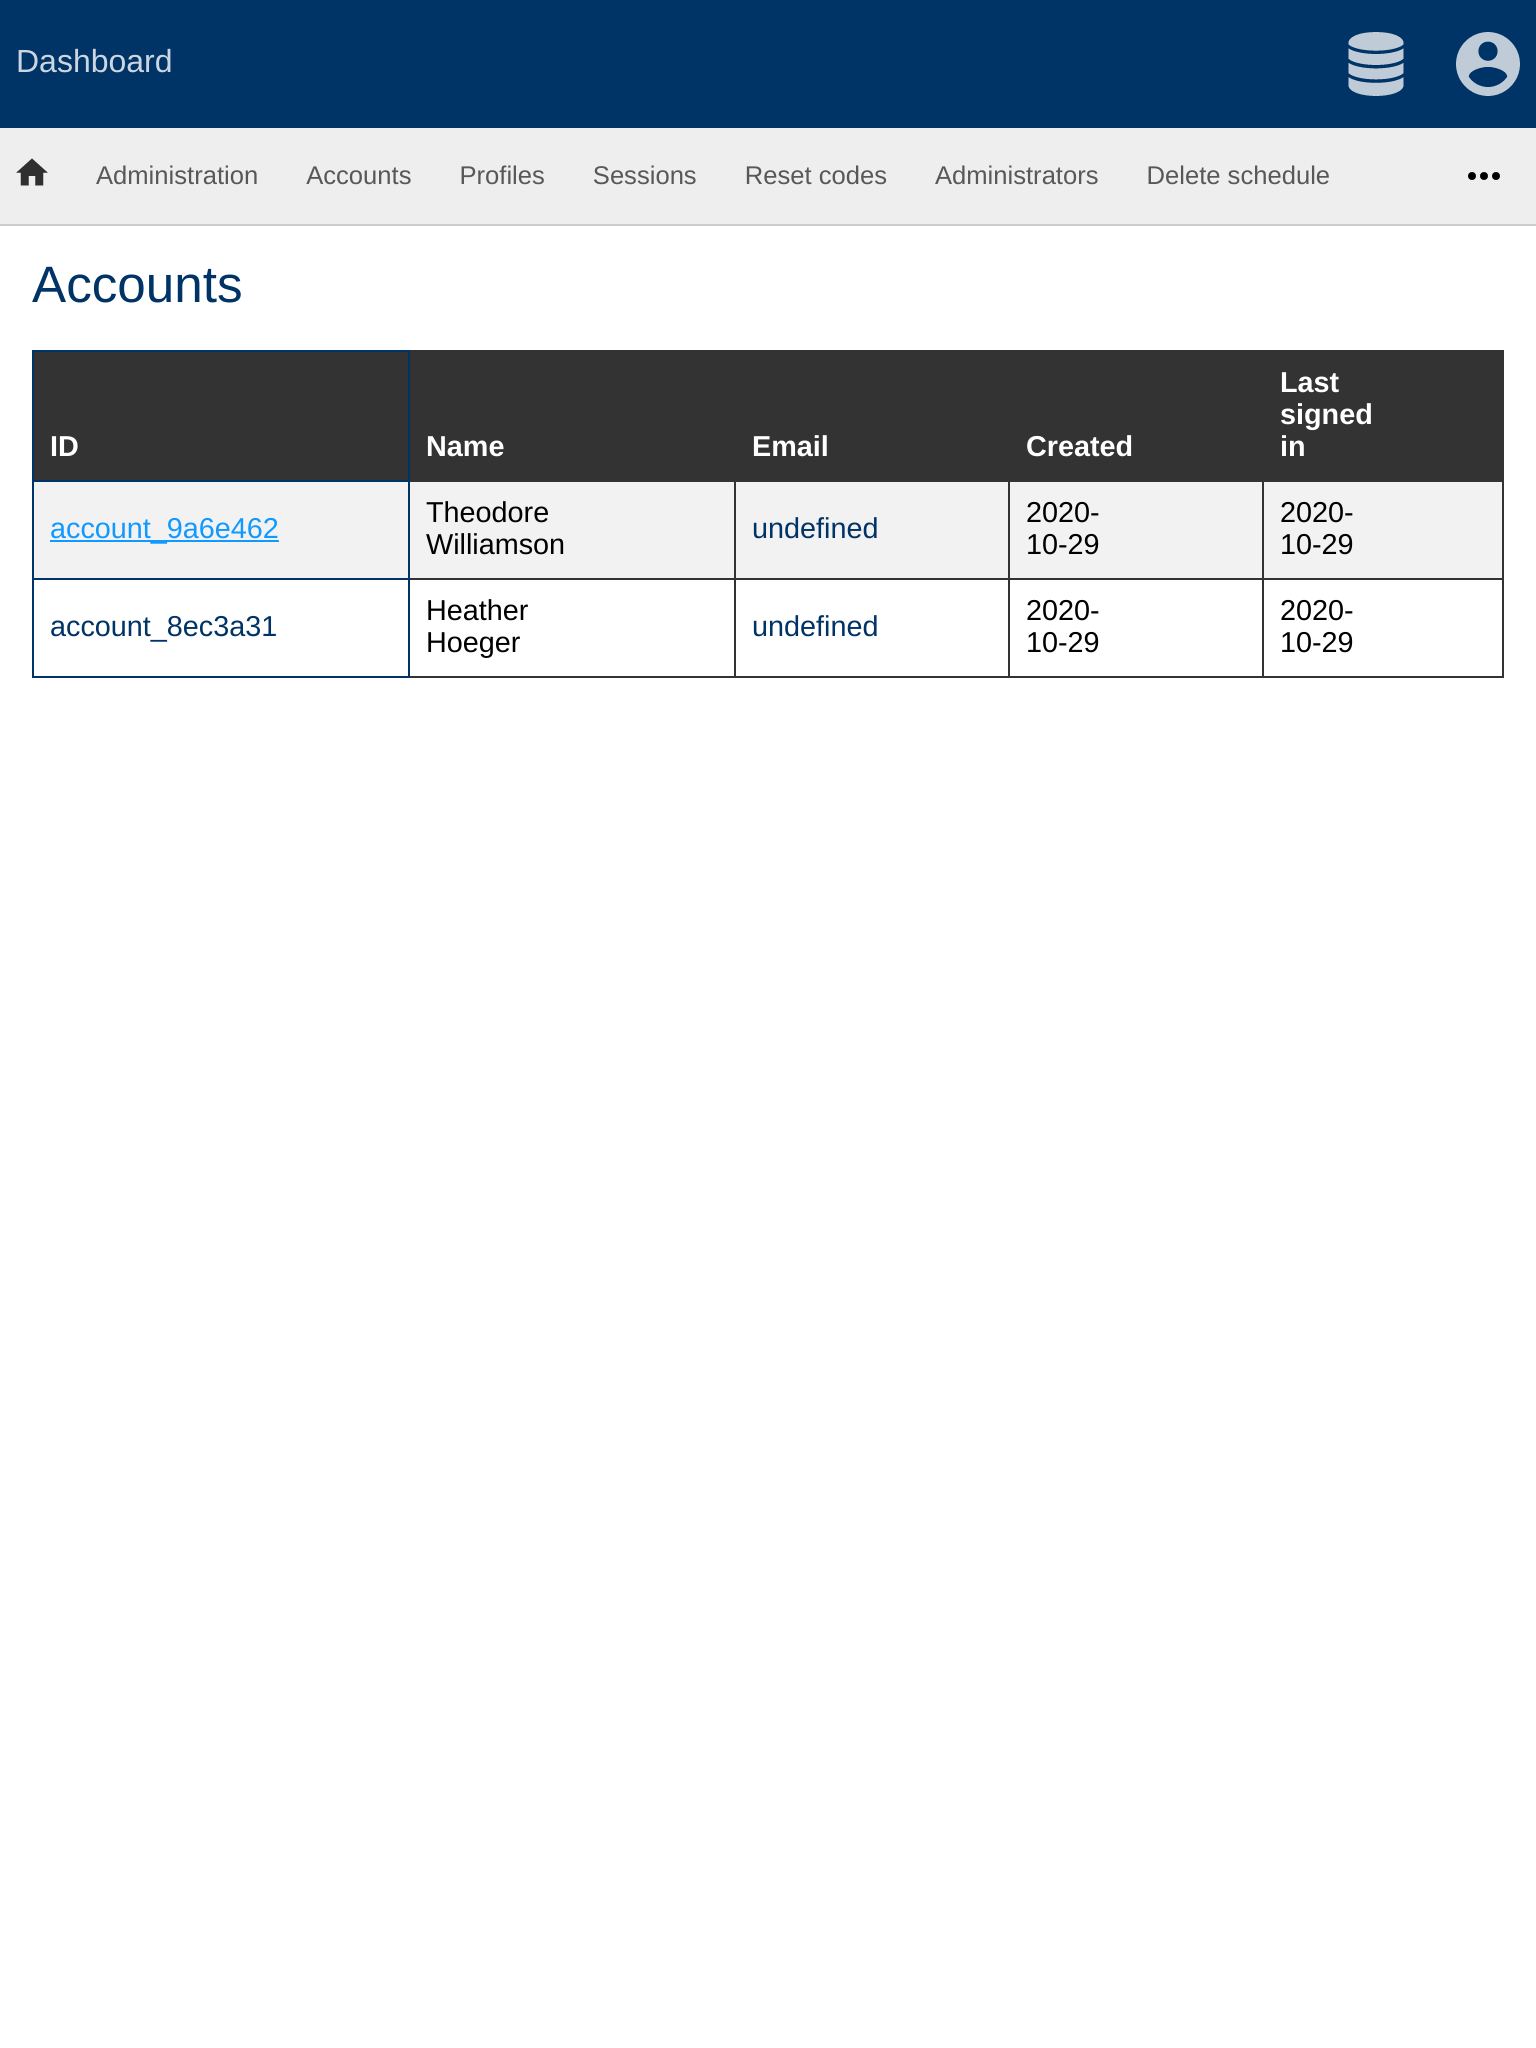 Dashboard
Administration Accounts Profiles Sessions Reset codes Administrators Delete schedule
Accounts
ID Name Email Created Last signed in
account_9a6e462 Theodore Williamson undefined 2020-10-29 2020-10-29
account_8ec3a31 Heather Hoeger undefined 2020-10-29 2020-10-29